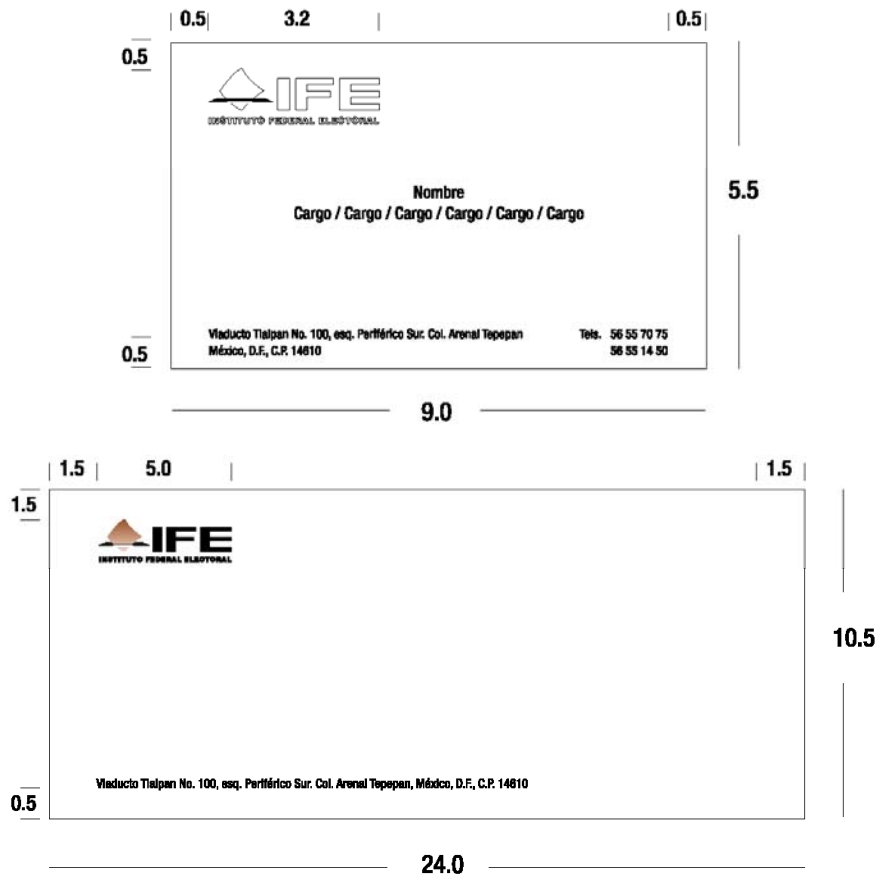 0.5 3.2 0.5
0.5
IFE
INSTITUTO FEDERAL ELECTORAL
Nombre
Cargo / Cargo / Cargo / Cargo / Cargo / Cargo
5.5
Viaducto Tlalpan No. 100, esq. Periférico Sur. Col. Arenal Tepepan Tels. 56 55 70 75
México, D.F., C.P. 14610 56 55 14 50
0.5
9.0
1.5 5.0 1.5
1.5
IFE
INSTITUTO FEDERAL ELECTORAL
10.5
Viaducto Tlalpan No. 100, esq. Periférico Sur. Col. Arenal Tepepan, México, D.F., C.P. 14610
0.5
24.0